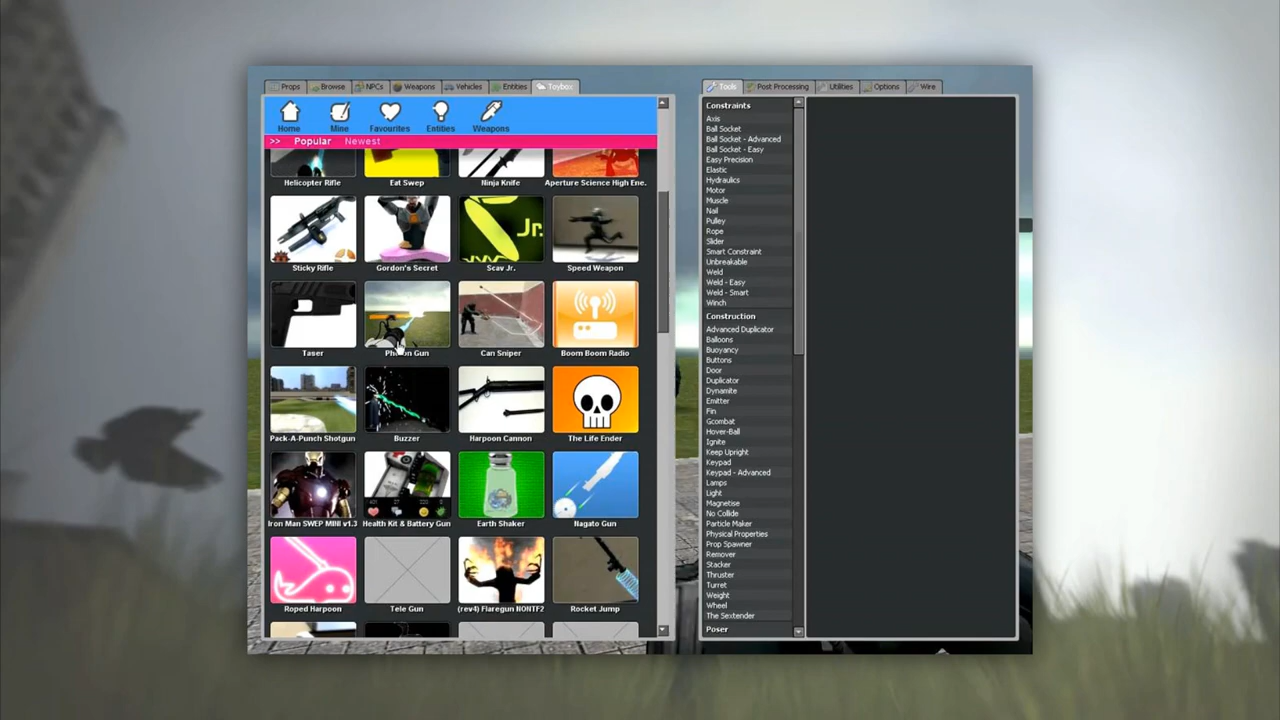 Props Browse NPCs Weapons Vehicles Entities Toybox
Home Mine Favourites Entities Weapons
>> Popular Newest
Helicopter Rifle Eat Swep Ninja Knife Aperture Science High Ene.
Jr.
Sticky Rifle Gordon's Secret Scav Jr. Speed Weapon
Taser Photon Gun Can Sniper Boom Boom Radio
Pack-A-Punch Shotgun Buzzer Harpoon Cannon The Life Ender
Iron Man SWEP MIII v1.3 Health Kit & Battery Gun Earth Shaker Nagato Gun
Roped Harpoon Tele Gun (rev4) Flaregun NONTF2 Rocket Jump
Tools Post Processing Utilities Options Wire
Constraints
Axis
Ball Socket
Ball Socket - Advanced
Ball Socket - Easy
Easy Precision
Elastic
Hydraulics
Motor
Muscle
Nail
Pulley
Rope
Slider
Smart Constraint
Unbreakable
Weld
Weld - Easy
Weld - Smart
Winch
Construction
Advanced Duplicator
Balloons
Buoyancy
Buttons
Door
Duplicator
Dynamite
Emitter
Fin
Gcombat
Hover-Ball
Ignite
Keep Upright
Keypad
Keypad - Advanced
Lamps
Light
Magnetise
No Collide
Particle Maker
Physical Properties
Prop Spawner
Remover
Stacker
Thruster
Turret
Weight
Wheel
The Sextender
Poser